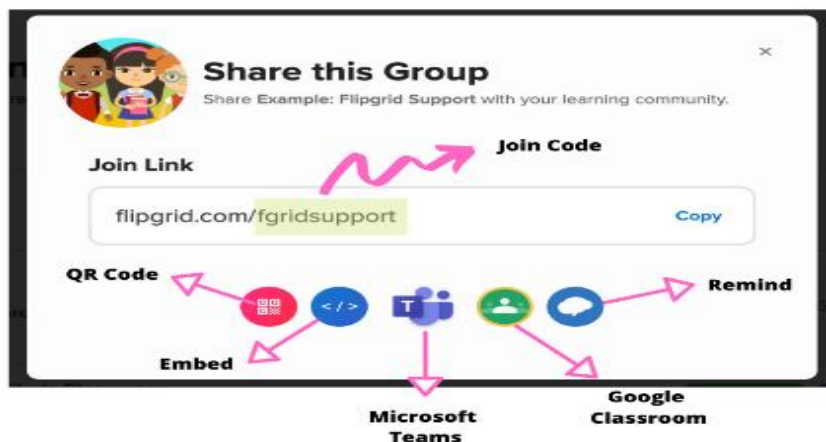 Share this Group
Share Example: Flipgrid Support with your learning community.
×
Join Code
Join Link
flipgrid.com/fgridsupport
Copy
QR Code
Remind
</>
T
Embed
Microsoft
Teams
Google
Classroom